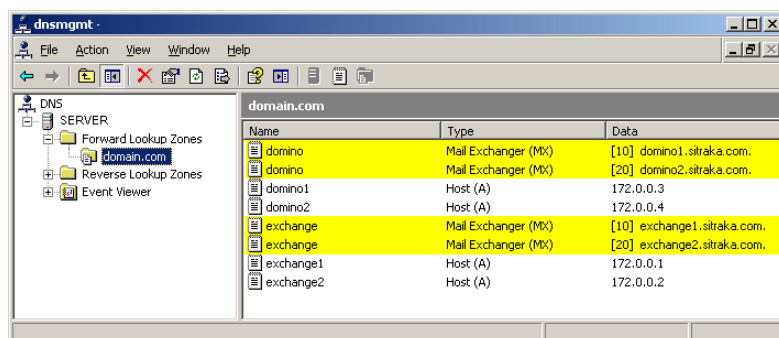 dnsmgmt -
File Action View Window Help
DNS
SERVER
Forward Lookup Zones
domain.com
Reverse Lookup Zones
Event Viewer
domain.com
Name Type Data
domino Mail Exchanger (MX) [10] domino1.sitraka.com.
domino Mail Exchanger (MX) [20] domino2.sitraka.com.
domino1 Host (A) 172.0.0.3
domino2 Host (A) 172.0.0.4
exchange Mail Exchanger (MX) [10] exchange1.sitraka.com.
exchange Mail Exchanger (MX) [20] exchange2.sitraka.com.
exchange1 Host (A) 172.0.0.1
exchange2 Host (A) 172.0.0.2